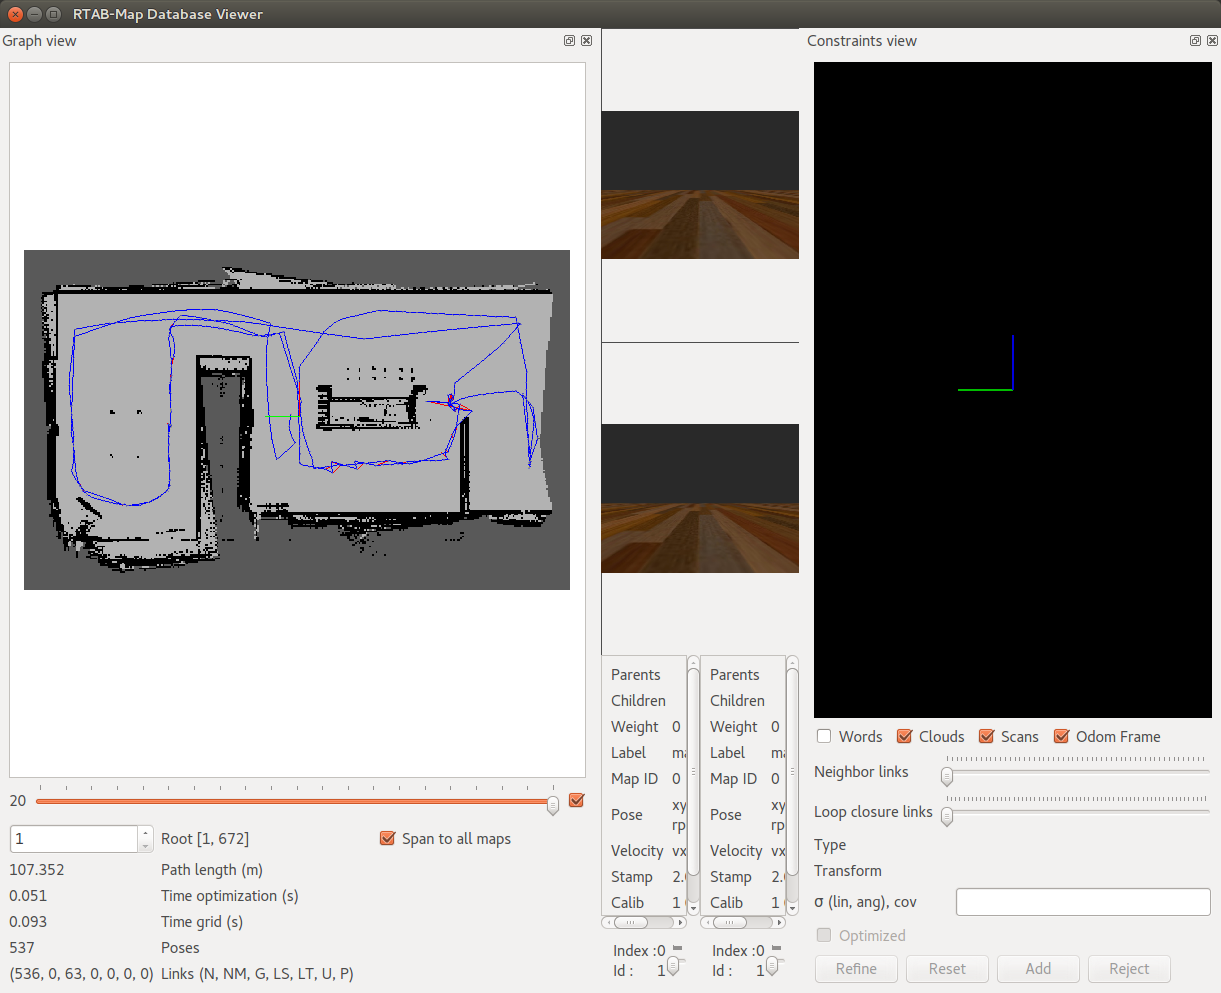 RTAB-Map Database Viewer
Graph view
20
1
Root [1, 672]
Span to all maps
107.352
Path length (m)
0.051
Time optimization (s)
0.093
Time grid (s)
537
Poses
(536, 0, 63, 0, 0, 0, 0)
Links (N, NM, G, LS, LT, U, P)
Parents
Children
Weight 0
Label
Map ID 0
Pose xy
rp
Velocity vx
Stamp 2.
Calib 1
Index :0
Id : 1
Parents
Children
Weight 0
Label
Map ID 0
Pose xy
rp
Velocity vx
Stamp 2.
Calib 1
Index :0
Id : 1
Constraints view
Words
Clouds
Scans
Odom Frame
Neighbor links
Loop closure links
Type
Transform
σ (lin, ang), cov
Optimized
Refine
Reset
Add
Reject